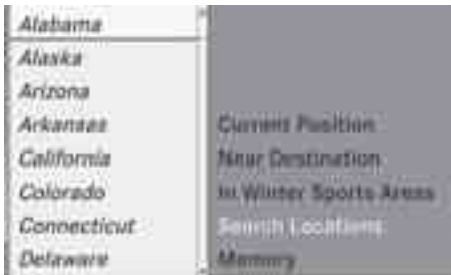 Alabama
Alaska
Arizona
Arkansas
California
Colorado
Connecticut
Delaware
Current Position
Near Destination
In Winter Sports Areas
Search Locations
Memory